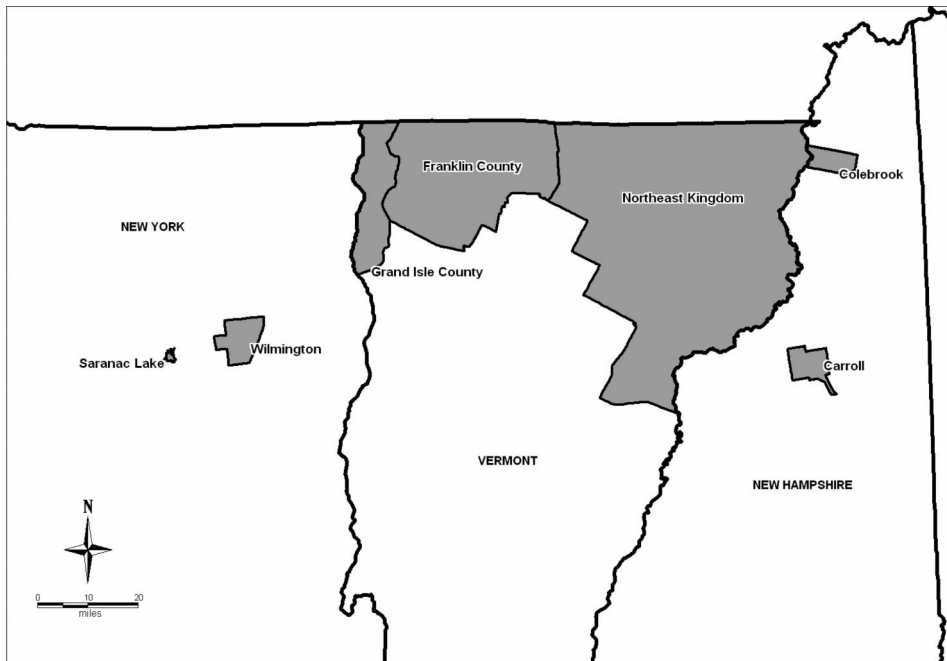 Franklin County
Colebrook
Northeast Kingdom
NEW YORK
Grand Isle County
Wilmington
Saranac Lake
Carroll
VERMONT
NEW HAMPSHIRE
N
0 10 20
miles